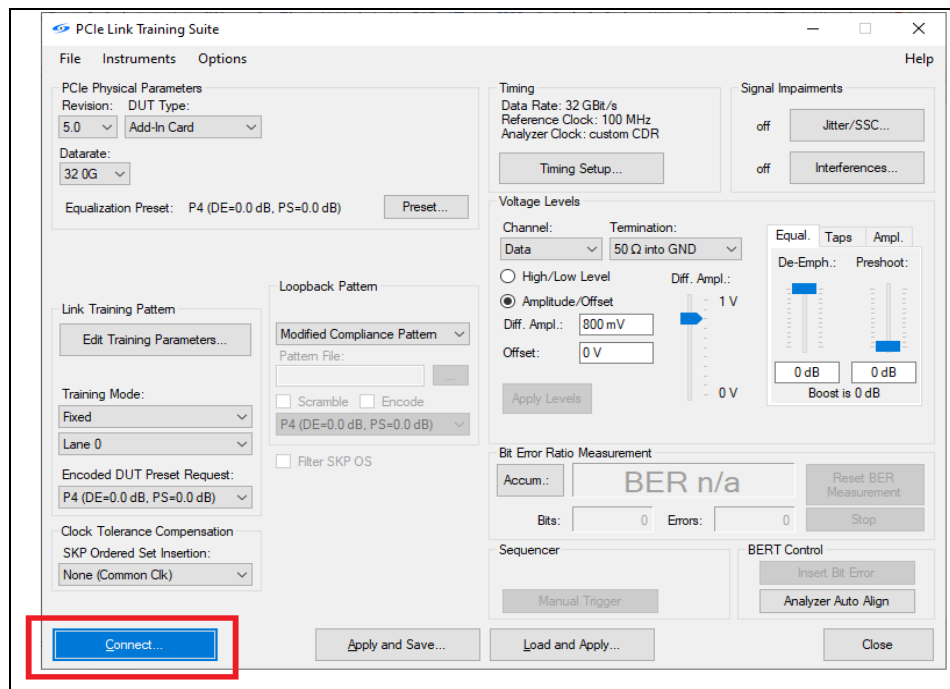 PCIe Link Training Suite
File Instruments Options Help
PCIe Physical Parameters
Revision: DUT Type:
5.0 Add-In Card
Datarate:
32 0G
Equalization Preset: P4 (DE=0.0 dB, PS=0.0 dB) Preset...
Timing
Data Rate: 32 GBit/s
Reference Clock: 100 MHz
Analyzer Clock: custom CDR
Timing Setup...
Signal Impairments
off Jitter/SSC...
off Interferences...
Voltage Levels
Channel: Termination:
Data 50 Ω into GND
High/Low Level
Amplitude/Offset
Diff. Ampl.: 800 mV
Offset: 0 V
Apply Levels
Diff. Ampl.:
1 V
0 V
Equal. Taps Ampl.
De-Emph.: Preshoot:
0 dB 0 dB
Boost is 0 dB
Link Training Pattern
Edit Training Parameters...
Training Mode:
Fixed
Lane 0
Encoded DUT Preset Request:
P4 (DE=0.0 dB, PS=0.0 dB)
Loopback Pattern
Modified Compliance Pattern
Pattern File:
...
Scramble Encode
P4 (DE=0.0 dB, PS=0.0 dB)
Filter SKP OS
Clock Tolerance Compensation
SKP Ordered Set Insertion:
None (Common Clk)
Bit Error Ratio Measurement
Accum.: BER n/a
Reset BER
Measurement
Bits: 0 Errors: 0 Stop
Sequencer
Manual Trigger
BERT Control
Insert Bit Error
Analyzer Auto Align
Connect... Apply and Save... Load and Apply... Close